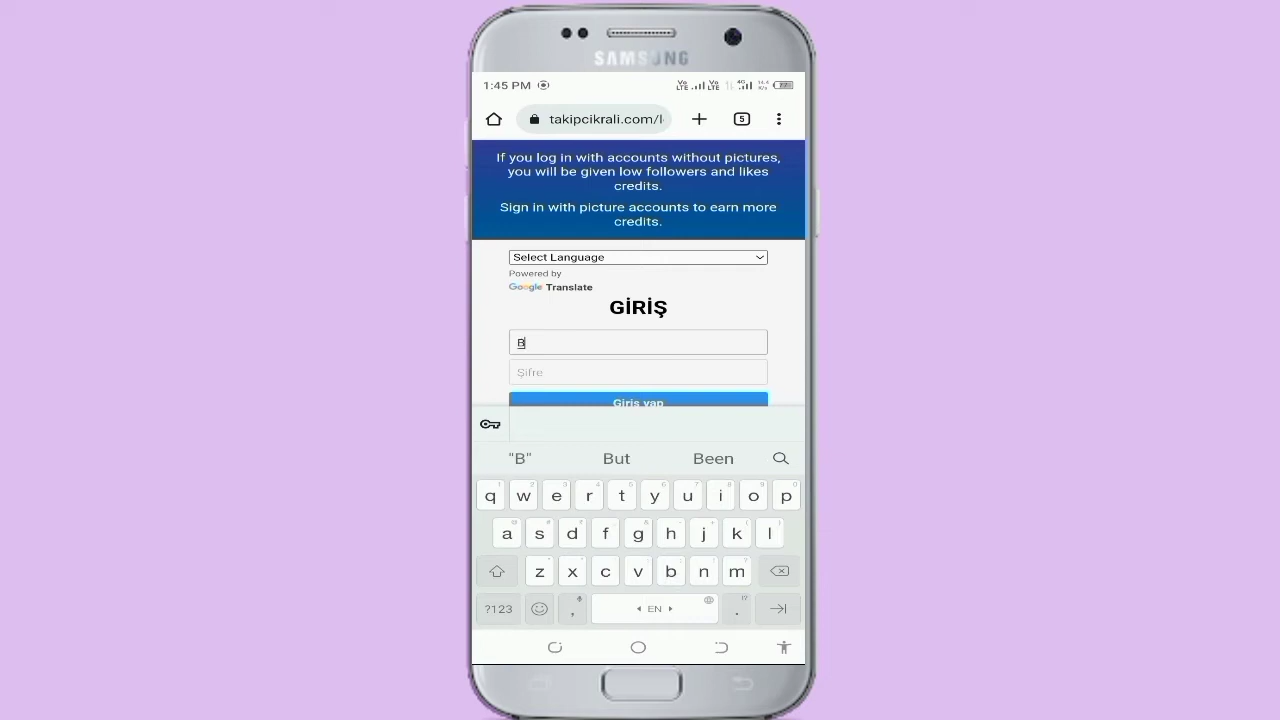 SAMSUNG
1:45 PM
takipcikrali.com/l
5
If you log in with accounts without pictures,
you will be given low followers and likes
credits.
Sign in with picture accounts to earn more
credits.
Select Language
Powered by
Google Translate
GİRİŞ
B
Şifre
Giriş yap
"B" But Been
q w e r t y u i o p
a s d f g h j k l
z x c v b n m
?123 , EN .